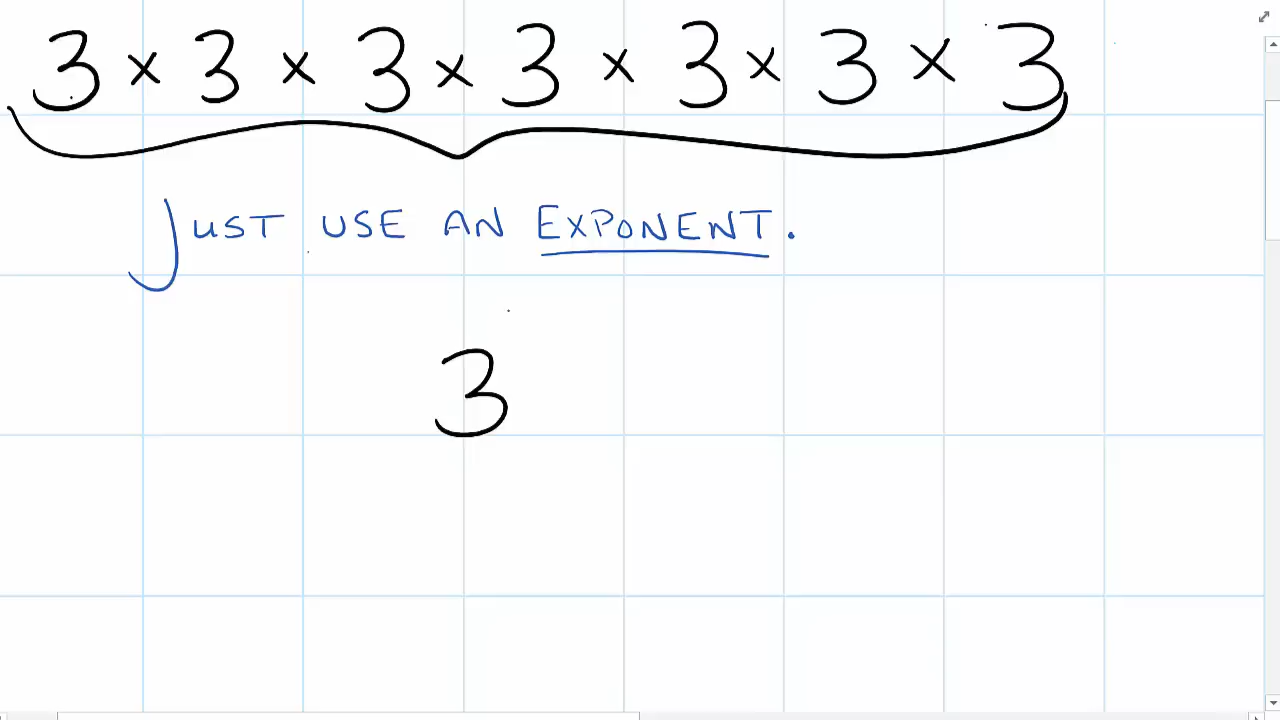 3 × 3 × 3 × 3 × 3 × 3 × 3
JUST USE AN EXPONENT.
3